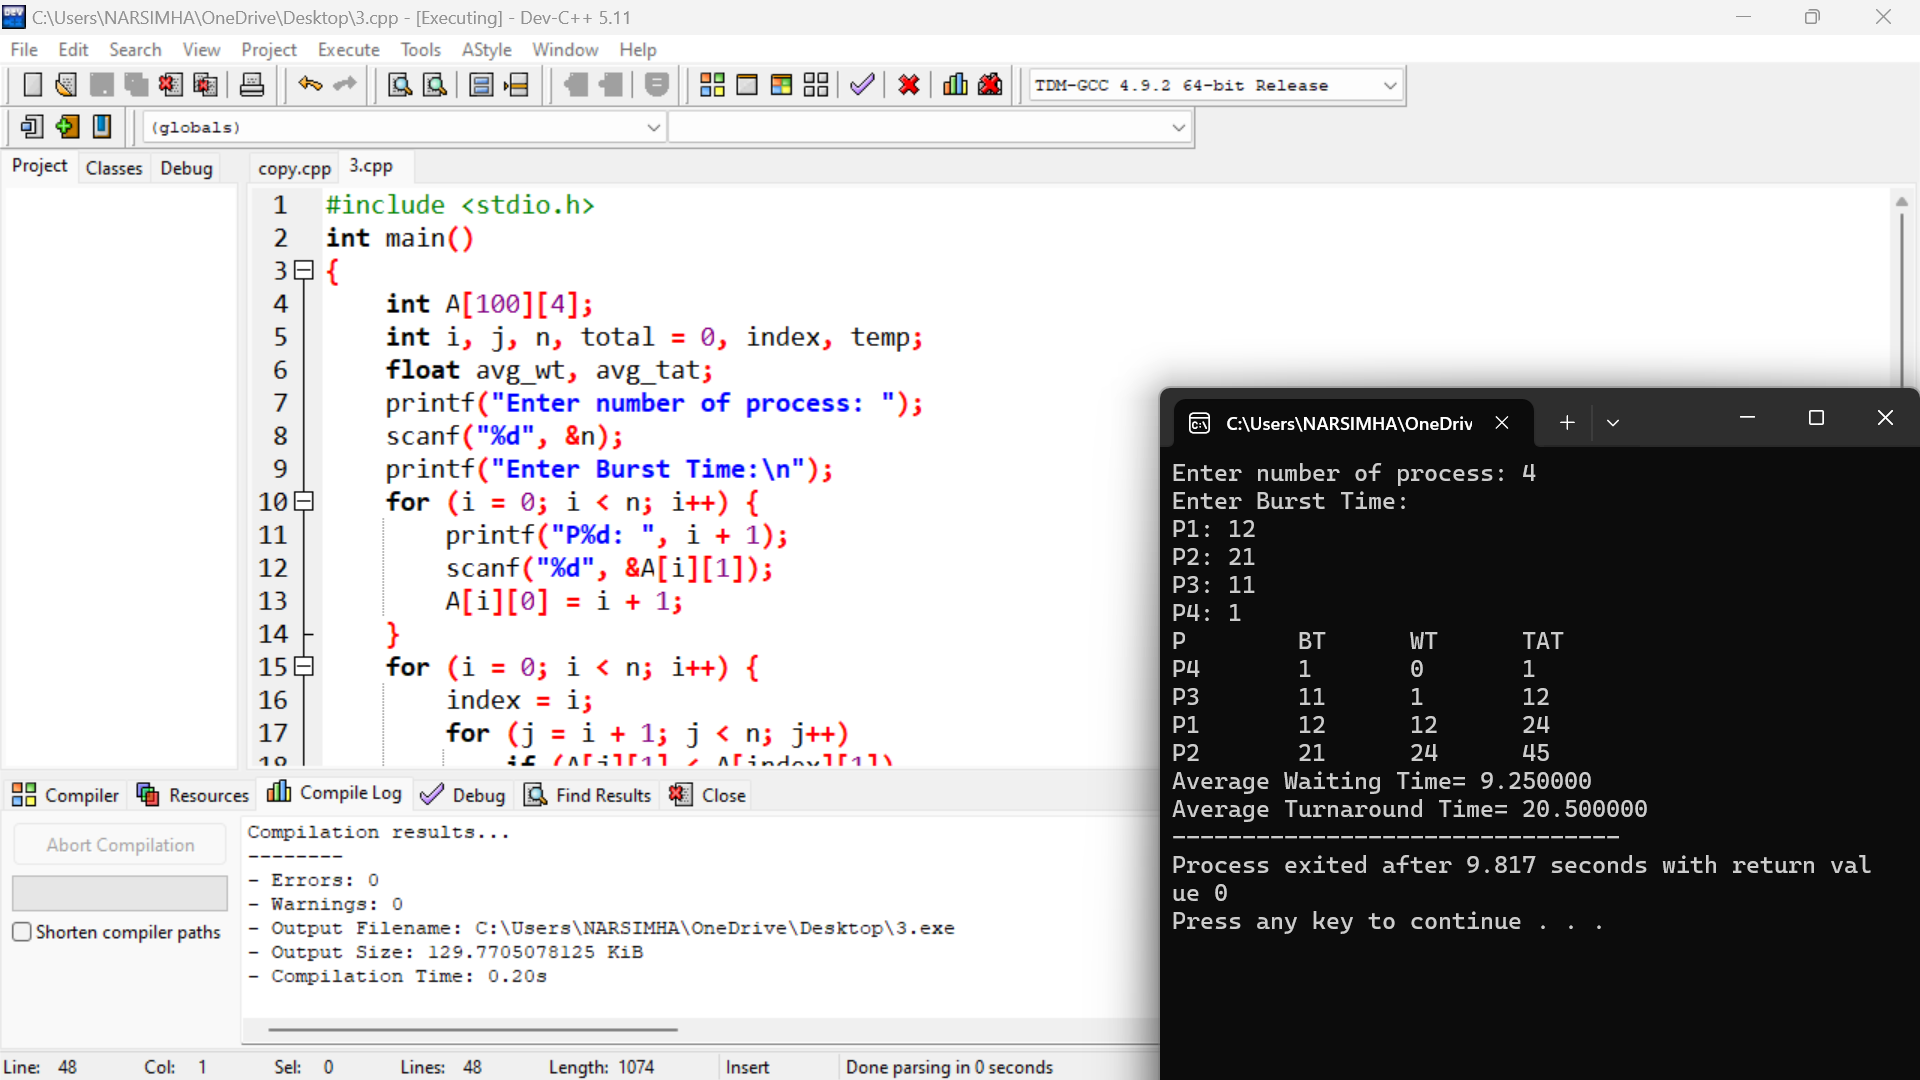 C:\Users\NARSIMHA\OneDrive\Desktop\3.cpp - [Executing] - Dev-C++ 5.11
File Edit Search View Project Execute Tools AStyle Window Help
TDM-GCC 4.9.2 64-bit Release
(globals)
Project Classes Debug
copy.cpp 3.cpp
1 #include <stdio.h>
2 int main()
3 {
4 int A[100][4];
5 int i, j, n, total = 0, index, temp;
6 float avg_wt, avg_tat;
7 printf("Enter number of process: ");
8 scanf("%d", &n);
9 printf("Enter Burst Time:\n");
10 for (i = 0; i < n; i++) {
11 printf("P%d: ", i + 1);
12 scanf("%d", &A[i][1]);
13 A[i][0] = i + 1;
14 }
15 for (i = 0; i < n; i++) {
16 index = i;
17 for (j = i + 1; j < n; j++)
18 if (A[j][1] < A[index][1])
Compiler Resources Compile Log Debug Find Results Close
Abort Compilation
Shorten compiler paths
Compilation results...
--------
- Errors: 0
- Warnings: 0
- Output Filename: C:\Users\NARSIMHA\OneDrive\Desktop\3.exe
- Output Size: 129.7705078125 KiB
- Compilation Time: 0.20s
Line: 48 Col: 1 Sel: 0 Lines: 48 Length: 1074 Insert Done parsing in 0 seconds
C:\Users\NARSIMHA\OneDriv
Enter number of process: 4
Enter Burst Time:
P1: 12
P2: 21
P3: 11
P4: 1
P BT WT TAT
P4 1 0 1
P3 11 1 12
P1 12 12 24
P2 21 24 45
Average Waiting Time= 9.250000
Average Turnaround Time= 20.500000
--------------------------------
Process exited after 9.817 seconds with return val
ue 0
Press any key to continue . . .